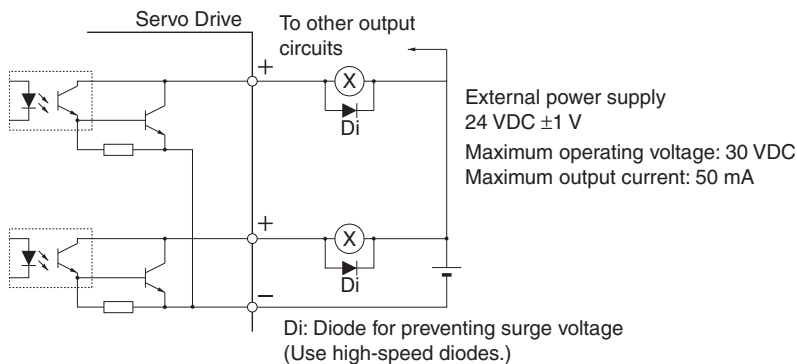 Servo Drive
To other output
circuits
+
X
Di
External power supply
24 VDC ±1 V
Maximum operating voltage: 30 VDC
Maximum output current: 50 mA
+
X
Di
−
Di: Diode for preventing surge voltage
(Use high-speed diodes.)